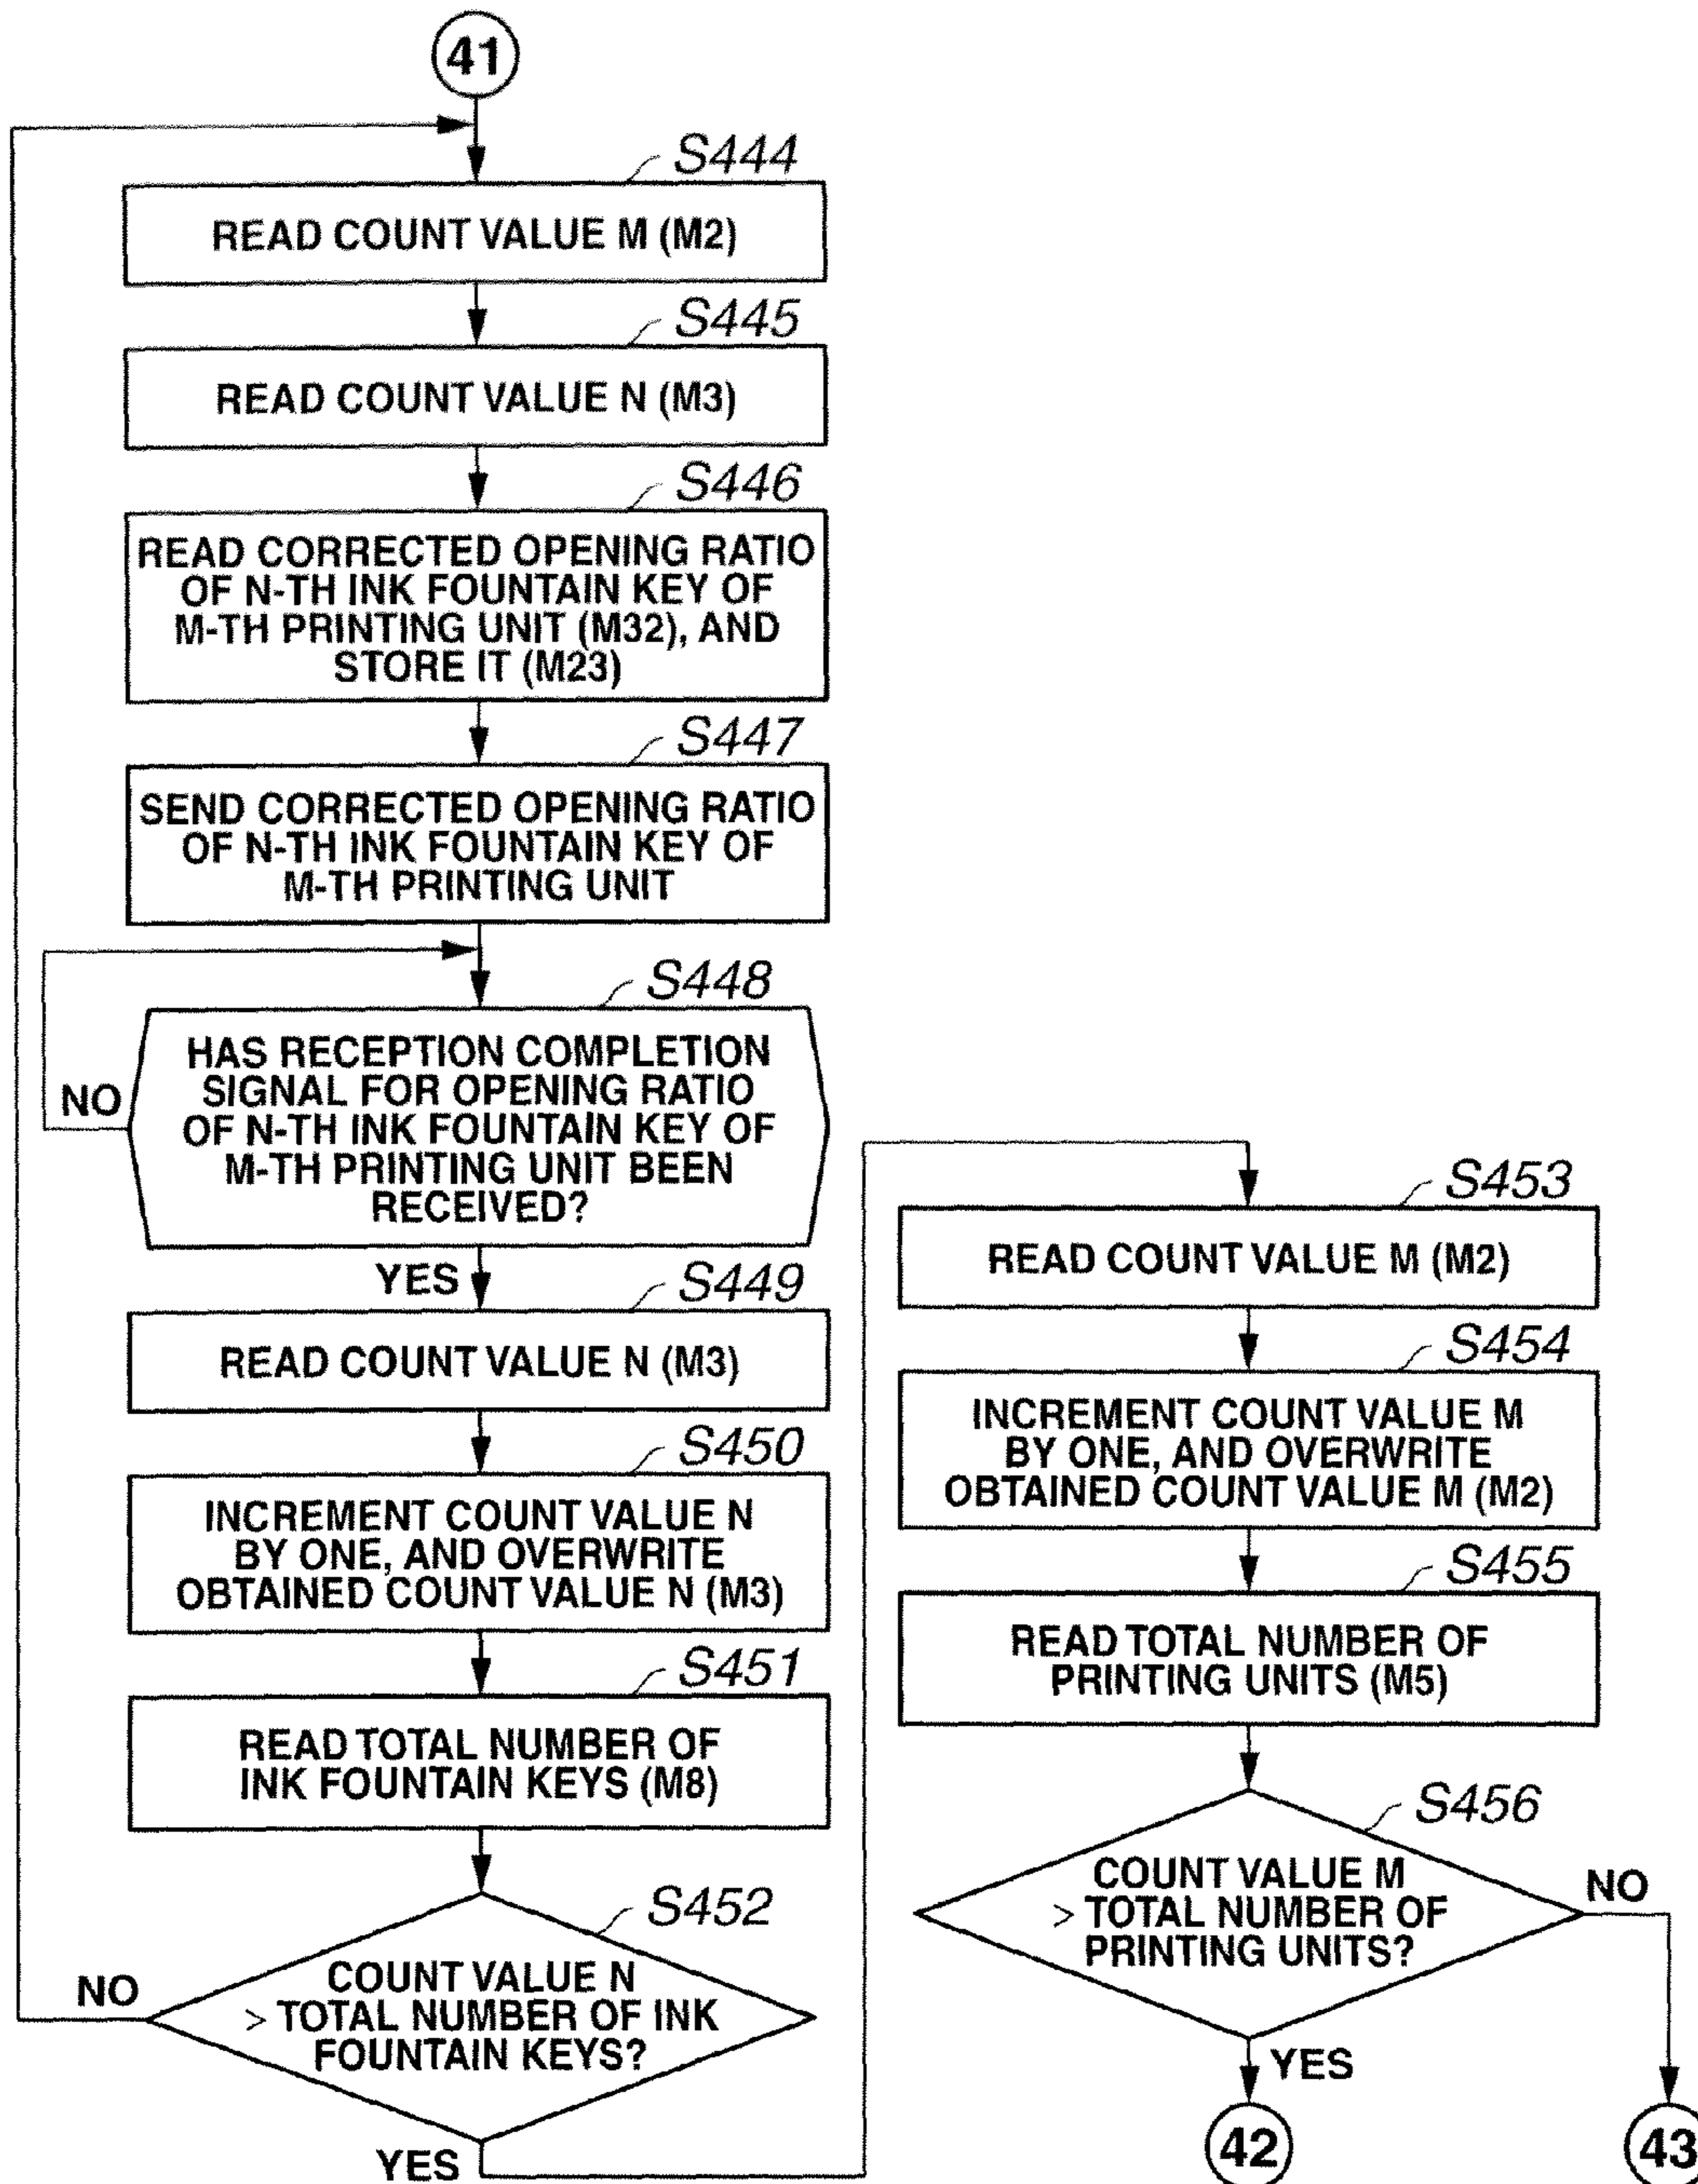 41
S444
READ COUNT VALUE M (M2)
S445
READ COUNT VALUE N (M3)
S446
READ CORRECTED OPENING RATIO
OF N-TH INK FOUNTAIN KEY OF
M-TH PRINTING UNIT (M32), AND
STORE IT (M23)
S447
SEND CORRECTED OPENING RATIO
OF N-TH INK FOUNTAIN KEY OF
M-TH PRINTING UNIT
S448
HAS RECEPTION COMPLETION
SIGNAL FOR OPENING RATIO
OF N-TH INK FOUNTAIN KEY OF
M-TH PRINTING UNIT BEEN
RECEIVED?
NO
YES
S449
READ COUNT VALUE N (M3)
S450
INCREMENT COUNT VALUE N
BY ONE, AND OVERWRITE
OBTAINED COUNT VALUE N (M3)
S451
READ TOTAL NUMBER OF
INK FOUNTAIN KEYS (M8)
S452
COUNT VALUE N
> TOTAL NUMBER OF INK
FOUNTAIN KEYS?
NO
YES
S453
READ COUNT VALUE M (M2)
S454
INCREMENT COUNT VALUE M
BY ONE, AND OVERWRITE
OBTAINED COUNT VALUE M (M2)
S455
READ TOTAL NUMBER OF
PRINTING UNITS (M5)
S456
COUNT VALUE M
> TOTAL NUMBER OF
PRINTING UNITS?
NO
YES
42
43